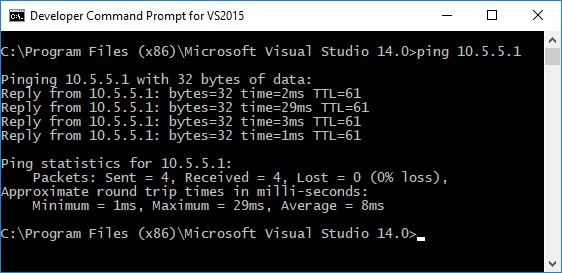 Developer Command Prompt for VS2015
C:\Program Files (x86)\Microsoft Visual Studio 14.0>ping 10.5.5.1
Pinging 10.5.5.1 with 32 bytes of data:
Reply from 10.5.5.1: bytes=32 time=2ms TTL=61
Reply from 10.5.5.1: bytes=32 time=29ms TTL=61
Reply from 10.5.5.1: bytes=32 time=3ms TTL=61
Reply from 10.5.5.1: bytes=32 time=1ms TTL=61
Ping statistics for 10.5.5.1:
    Packets: Sent = 4, Received = 4, Lost = 0 (0% loss),
Approximate round trip times in milli-seconds:
    Minimum = 1ms, Maximum = 29ms, Average = 8ms
C:\Program Files (x86)\Microsoft Visual Studio 14.0>